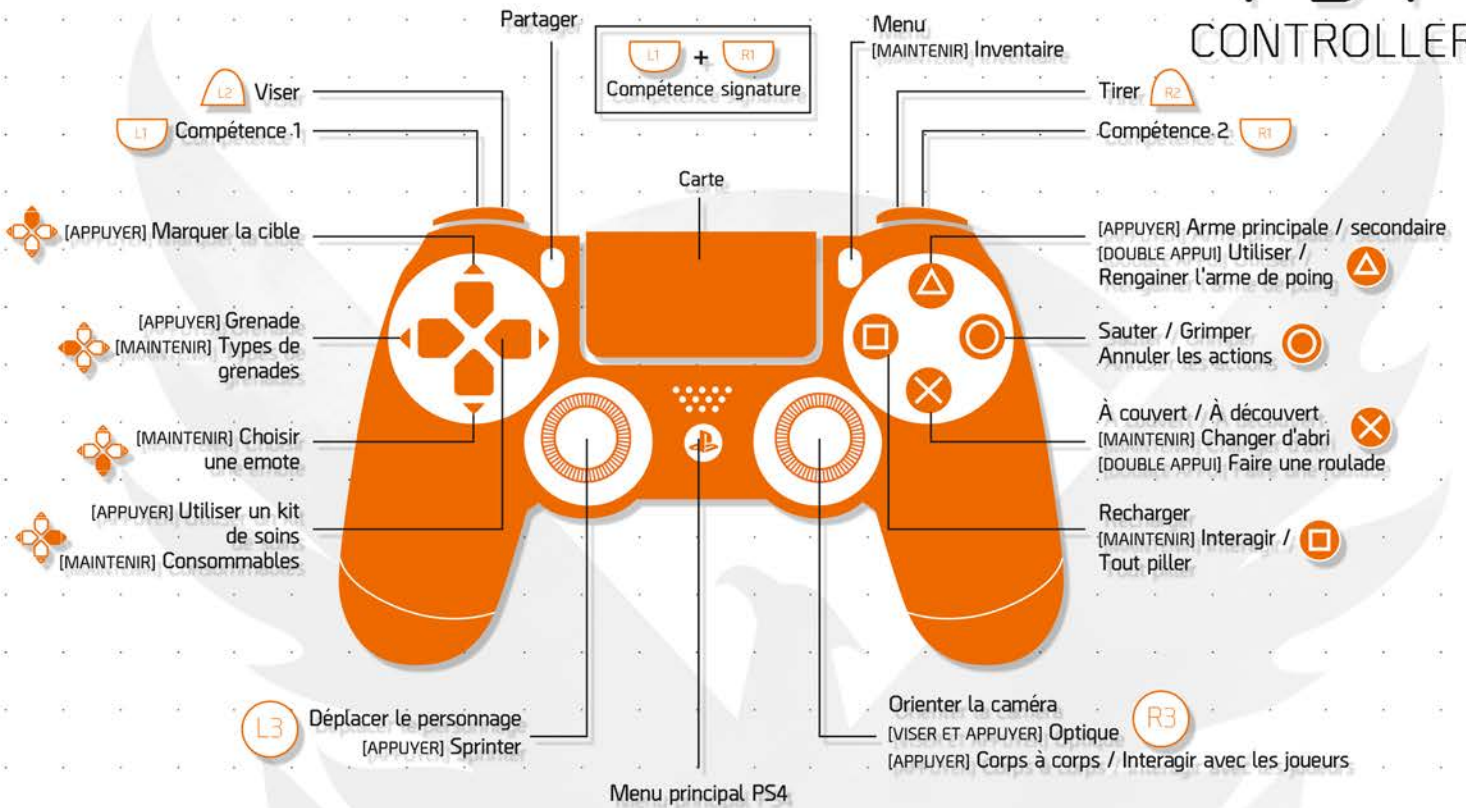 CONTROLLER
Partager
L1 + R1
Compétence signature
Menu
[MAINTENIR] Inventaire
L2 Viser
L1 Compétence 1
Tirer R2
Compétence 2 R1
Carte
[APPUYER] Marquer la cible
[APPUYER] Grenade
[MAINTENIR] Types de
grenades
[MAINTENIR] Choisir
une emote
[APPUYER] Utiliser un kit
de soins
[MAINTENIR] Consommables
[APPUYER] Arme principale / secondaire
[DOUBLE APPUI] Utiliser /
Rengainer l'arme de poing
Sauter / Grimper
Annuler les actions
À couvert / À découvert
[MAINTENIR] Changer d'abri
[DOUBLE APPUI] Faire une roulade
Recharger
[MAINTENIR] Interagir /
Tout piller
L3 Déplacer le personnage
[APPUYER] Sprinter
Orienter la caméra
R3
[VISER ET APPUYER] Optique
[APPUYER] Corps à corps / Interagir avec les joueurs
Menu principal PS4